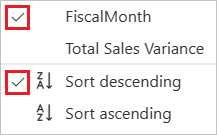 FiscalMonth
Total Sales Variance
Sort descending
Sort ascending